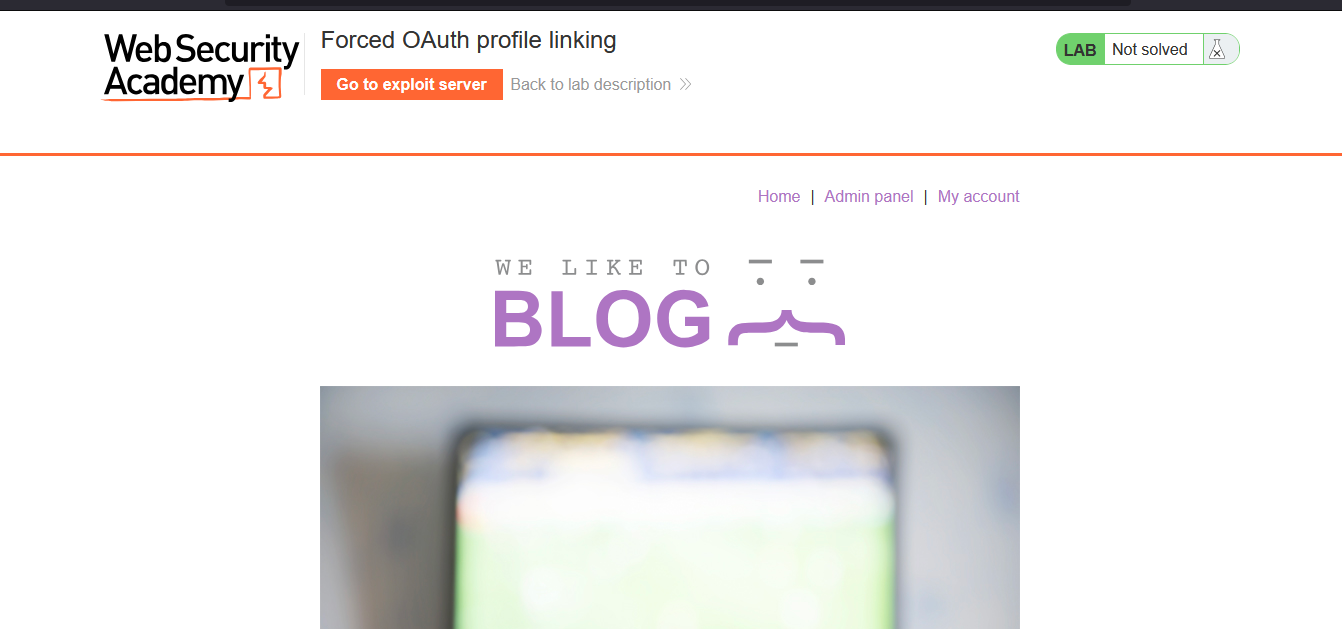 Web Security
Academy
Forced OAuth profile linking
Go to exploit server
Back to lab description
LAB
Not solved
Home | Admin panel | My account
WE LIKE TO
BLOG